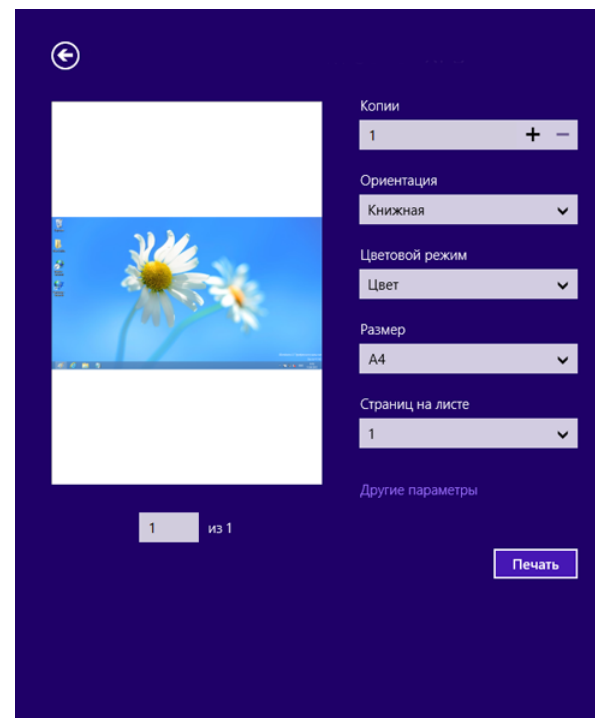 Копии
1
Ориентация
Книжная
Цветовой режим
Цвет
Размер
A4
Страниц на листе
1
Другие параметры
1 из 1
Печать